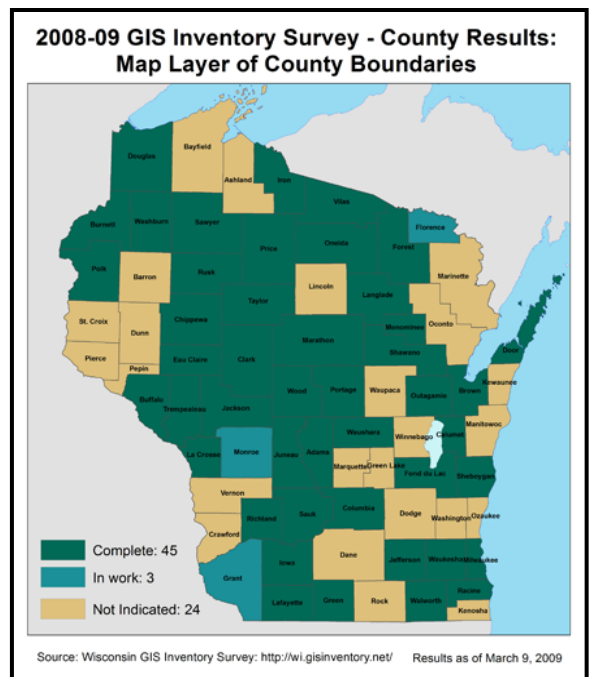 2008-09 GIS Inventory Survey - County Results:
Map Layer of County Boundaries
Douglas
Bayfield
Ashland
Iron
Vilas
Florence
Burnett
Washburn
Sawyer
Price
Oneida
Forest
Marinette
Polk
Barron
Rusk
Lincoln
Langlade
Taylor
Oconto
St. Croix
Dunn
Chippewa
Menominee
Marathon
Shawano
Door
Pierce
Pepin
Eau Claire
Clark
Kewaunee
Buffalo
Trempealeau
Jackson
Wood
Portage
Waupaca
Outagamie
Brown
Manitowoc
Waushara
Winnebago
Calumet
La Crosse
Monroe
Juneau
Adams
Marquette
Green Lake
Fond du Lac
Sheboygan
Vernon
Richland
Sauk
Columbia
Dodge
Washington
Ozaukee
Crawford
Complete: 45
Dane
Iowa
Jefferson
Waukesha
Milwaukee
In work: 3
Grant
Not Indicated: 24
Lafayette
Green
Rock
Walworth
Racine
Kenosha
Source: Wisconsin GIS Inventory Survey: http://wi.gisinventory.net/ Results as of March 9, 2009